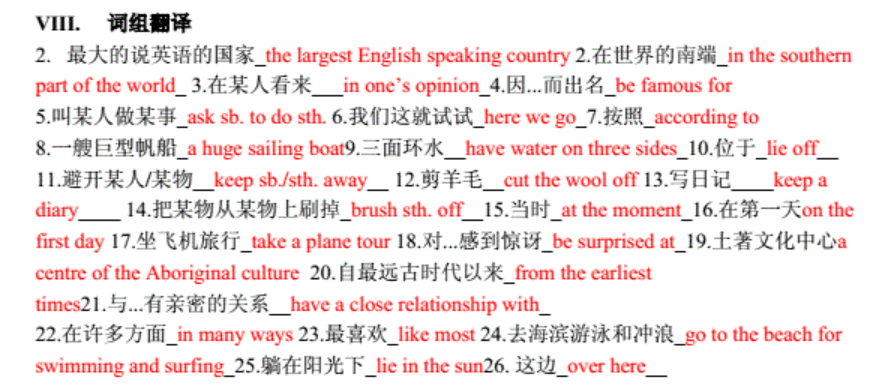 VIII. 词组翻译
2. 最大的说英语的国家_the largest English speaking country 2.在世界的南端_in the southern
part of the world_ 3.在某人看来___in one's opinion_4.因...而出名_be famous for
5.叫某人做某事_ask sb. to do sth. 6.我们这就试试_here we go_7.按照_according to
8.一艘巨型帆船_a huge sailing boat9.三面环水__have water on three sides_10.位于_lie off__
11.避开某人/某物__keep sb./sth. away__ 12.剪羊毛__cut the wool off 13.写日记____keep a
diary____ 14.把某物从某物上刷掉_brush sth. off__15.当时_at the moment_16.在第一天on the
first day 17.坐飞机旅行_take a plane tour 18.对...感到惊讶_be surprised at_19.土著文化中心a
centre of the Aboriginal culture 20.自最远古时代以来_from the earliest
times21.与...有亲密的关系__have a close relationship with_
22.在许多方面_in many ways 23.最喜欢_like most 24.去海滨游泳和冲浪_go to the beach for
swimming and surfing_25.躺在阳光下_lie in the sun26. 这边_over here__